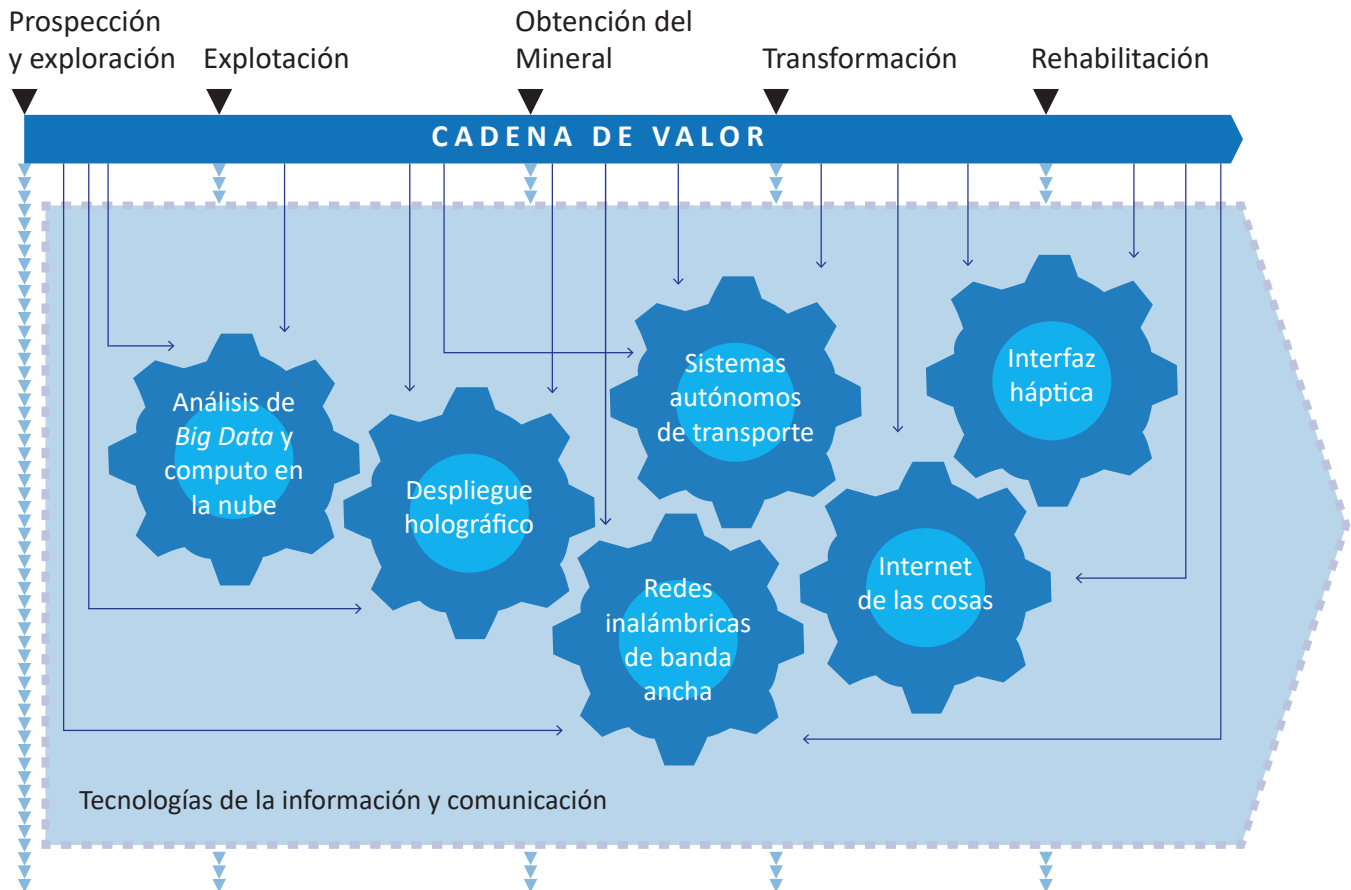 Prospección
y exploración
Explotación
Obtención del
Mineral
Transformación
Rehabilitación
CADENA DE VALOR
Análisis de
Big Data y
computo en
la nube
Despliegue
holográfico
Sistemas
autónomos
de transporte
Redes
inalámbricas
de banda
ancha
Interfaz
háptica
Internet
de las cosas
Tecnologías de la información y comunicación